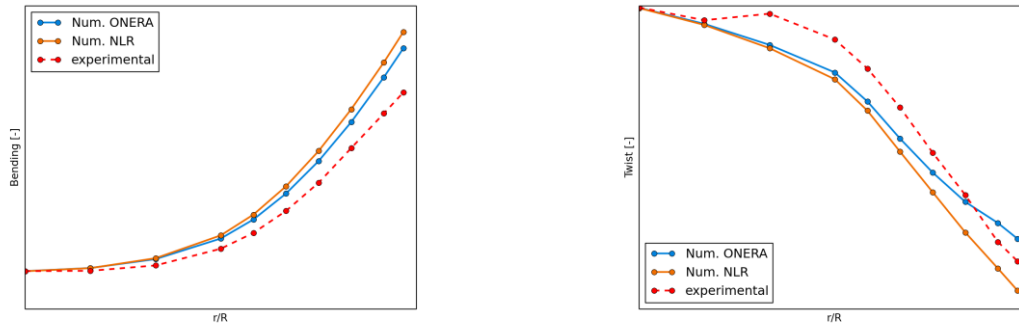 Num. ONERA
Num. NLR
experimental
Bending [-]
r/R
Twist [-]
Num. ONERA
Num. NLR
experimental
r/R